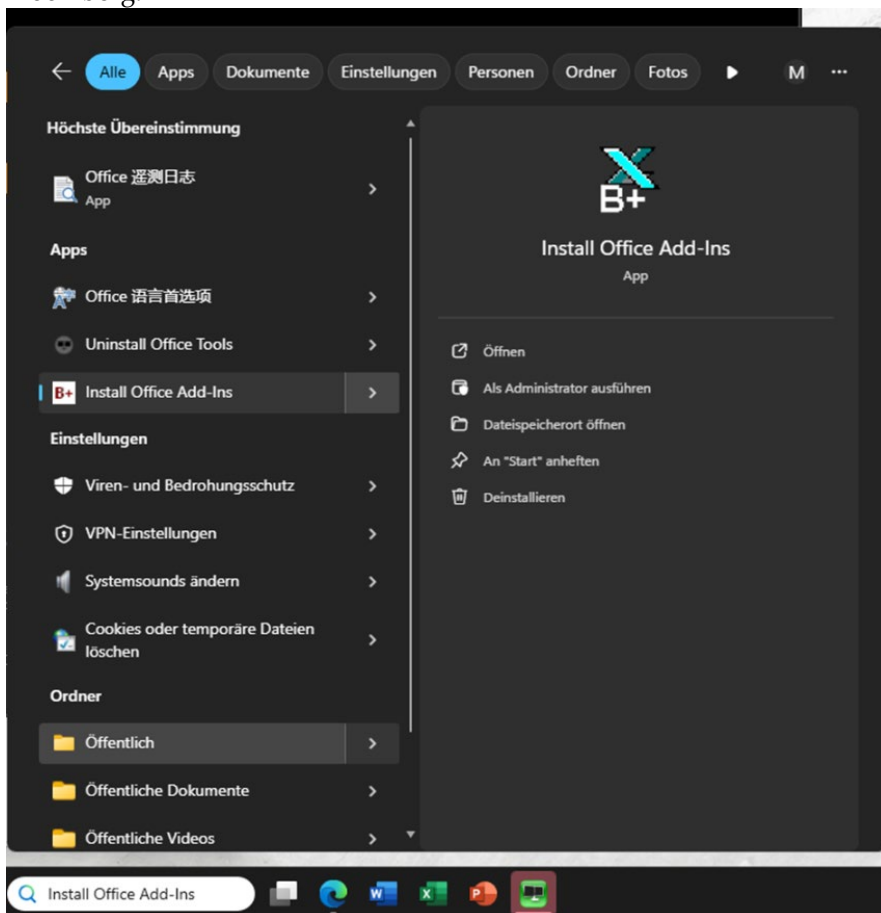 Alle Apps Dokumente Einstellungen Personen Ordner Fotos M ...
Höchste Übereinstimmung
Office 遥测日志
App
Apps
Office 语言首选项
Uninstall Office Tools
B+ Install Office Add-Ins
Einstellungen
Viren- und Bedrohungsschutz
VPN-Einstellungen
Systemsounds ändern
Cookies oder temporäre Dateien
löschen
Ordner
Öffentlich
Öffentliche Dokumente
Öffentliche Videos
X
B+
Install Office Add-Ins
App
Öffnen
Als Administrator ausführen
Dateispeicherort öffnen
An "Start" anheften
Deinstallieren
Install Office Add-Ins